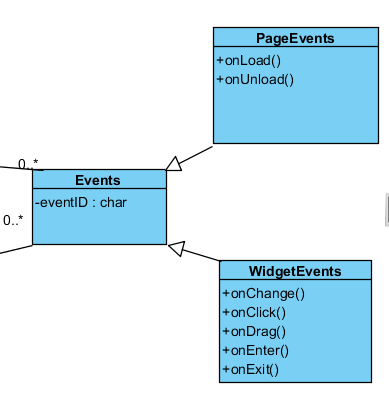 PageEvents
+onLoad()
+onUnload()
0..*
Events
-eventID : char
0..*
WidgetEvents
+onChange()
+onClick()
+onDrag()
+onEnter()
+onExit()